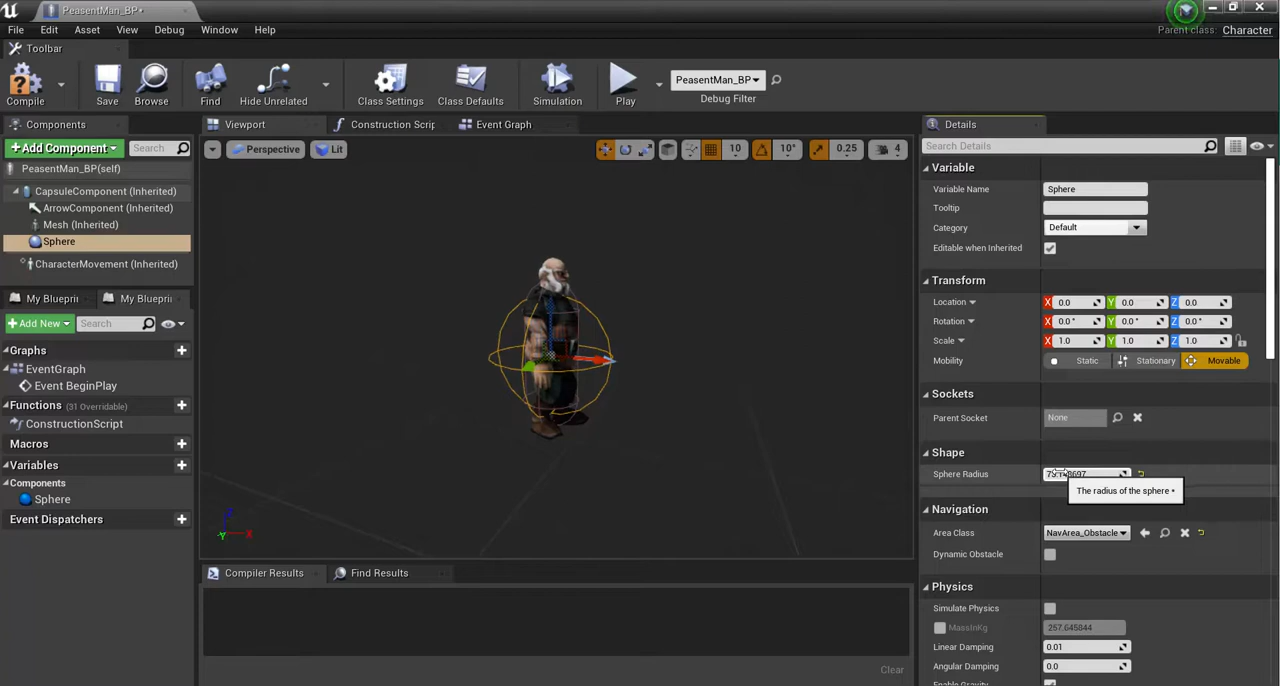 PeasentMan_BP•
File Edit Asset View Debug Window Help
Parent class: Character
Toolbar
Compile Save Browse Find Hide Unrelated Class Settings Class Defaults Simulation Play
PeasentMan_BP
Debug Filter
Components
+Add Component Search
PeasentMan_BP(self)
CapsuleComponent (Inherited)
ArrowComponent (Inherited)
Mesh (Inherited)
Sphere
CharacterMovement (Inherited)
My Blueprin My Blueprin
+Add New Search
Graphs
EventGraph
Event BeginPlay
Functions (31 Overridable)
ConstructionScript
Macros
Variables
Components
Sphere
Event Dispatchers
Viewport Construction Scrip Event Graph
Perspective Lit 10 10° 0.25 4
Z
Y X
Compiler Results Find Results
Clear
Details
Search Details
Variable
Variable Name Sphere
Tooltip
Category Default
Editable when Inherited
Transform
Location X 0.0 Y 0.0 Z 0.0
Rotation X 0.0° Y 0.0° Z 0.0°
Scale X 1.0 Y 1.0 Z 1.0
Mobility Static Stationary Movable
Sockets
Parent Socket None
Shape
Sphere Radius
The radius of the sphere •
Navigation
Area Class NavArea_Obstacle
Dynamic Obstacle
Physics
Simulate Physics
MassInKg 257.645844
Linear Damping 0.01
Angular Damping 0.0
Enable Gravity